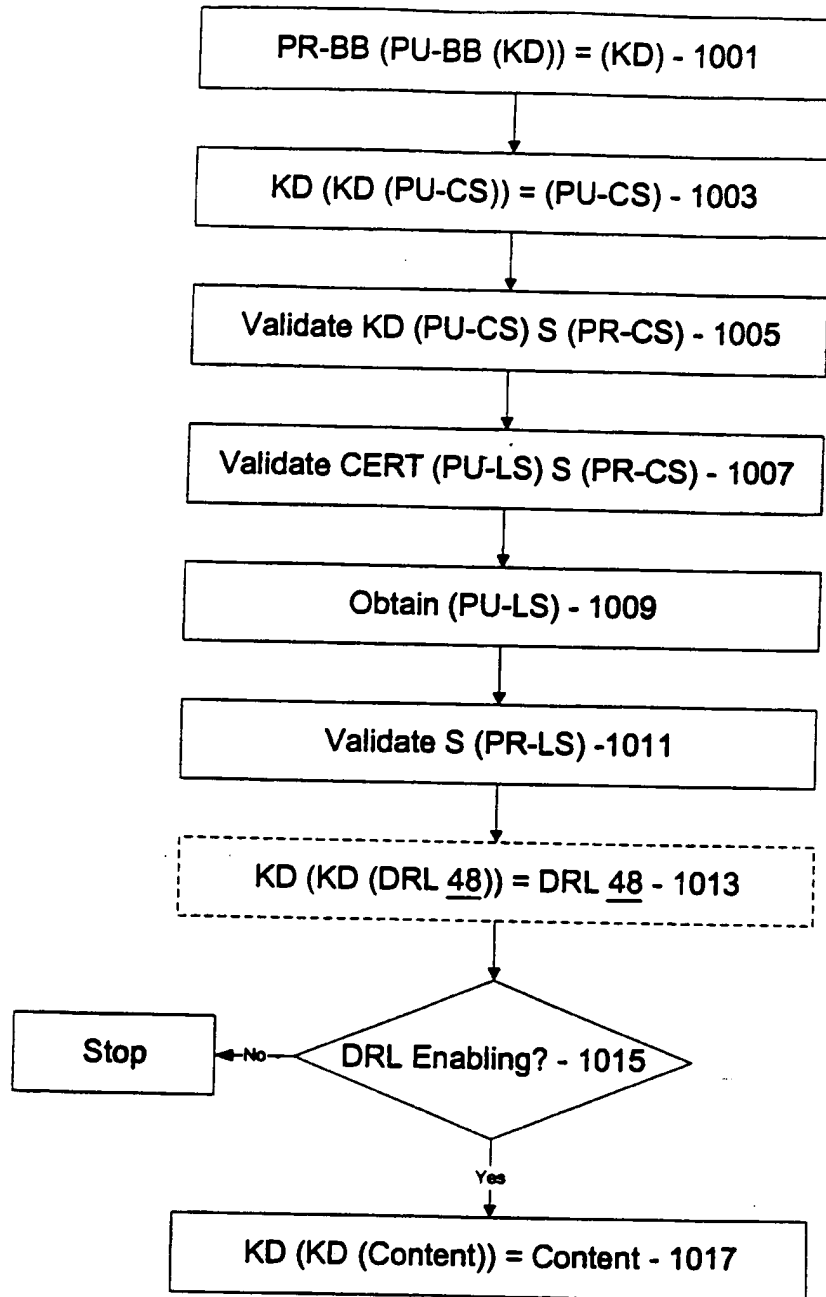 PR-BB (PU-BB (KD)) = (KD) - 1001
KD (KD (PU-CS)) = (PU-CS) - 1003
Validate KD (PU-CS) S (PR-CS) - 1005
Validate CERT (PU-LS) S (PR-CS) - 1007
Obtain (PU-LS) - 1009
Validate S (PR-LS) -1011
KD (KD (DRL 48)) = DRL 48 - 1013
Stop
No
DRL Enabling? - 1015
Yes
KD (KD (Content)) = Content - 1017